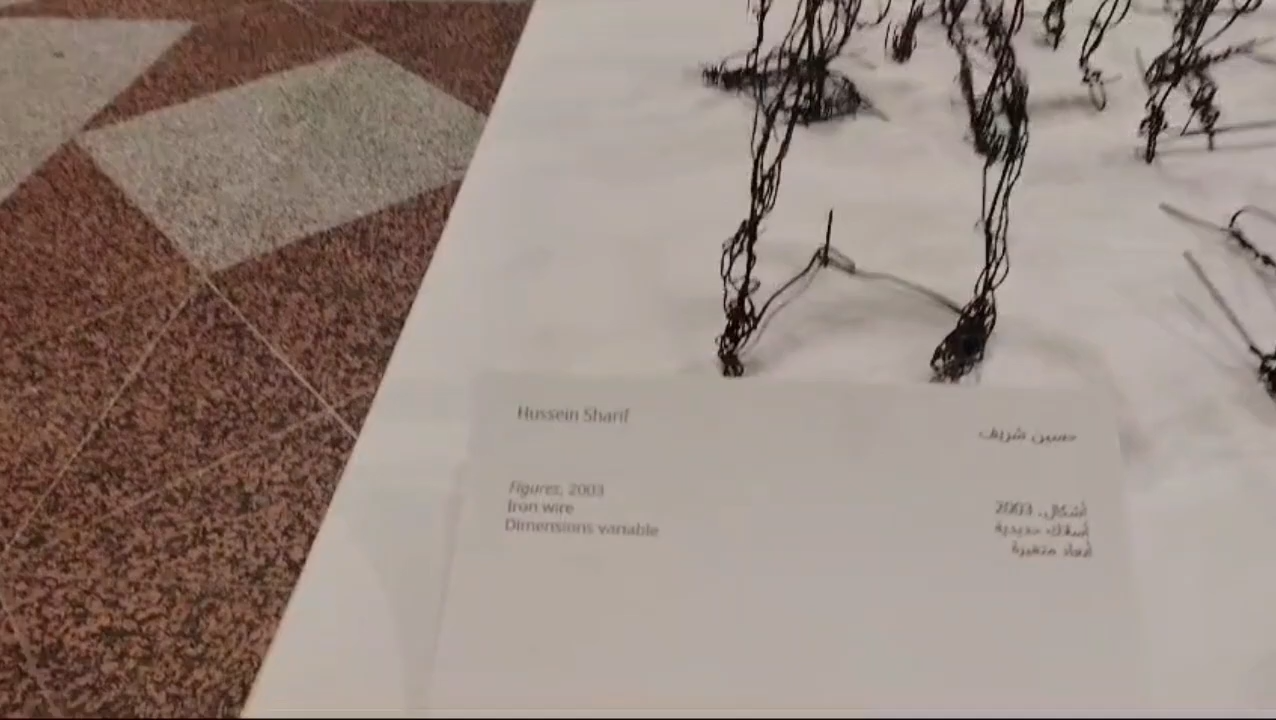 Hussein Sharif
Figures, 2003
Iron wire
Dimensions variable
حسين شريف
أشكال، 2003
أسلاك حديدية
أبعاد متغيرة